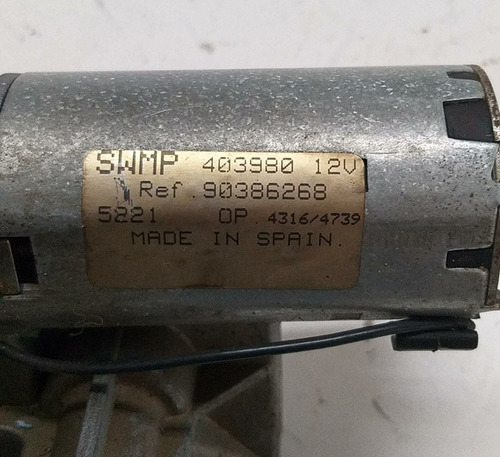 SWMP 403980 12V
Ref. 90386268
5221 OP. 4316/4739
MADE IN SPAIN.